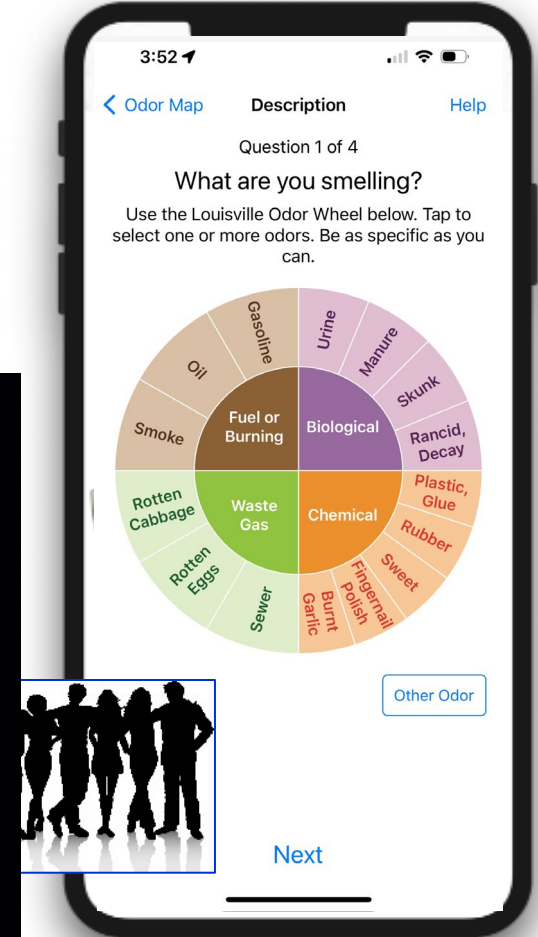 3:52
Odor Map
Description
Help
Question 1 of 4
What are you smelling?
Use the Louisville Odor Wheel below. Tap to
select one or more odors. Be as specific as you
can.
Gasoline
Oil
Smoke
Fuel or
Burning
Urine
Manure
Skunk
Rancid,
Decay
Biological
Plastic,
Glue
Rubber
Sweet
Fingernail
Polish
Burnt
Garlic
Chemical
Sewer
Rotten
Eggs
Rotten
Cabbage
Waste
Gas
Other Odor
Next